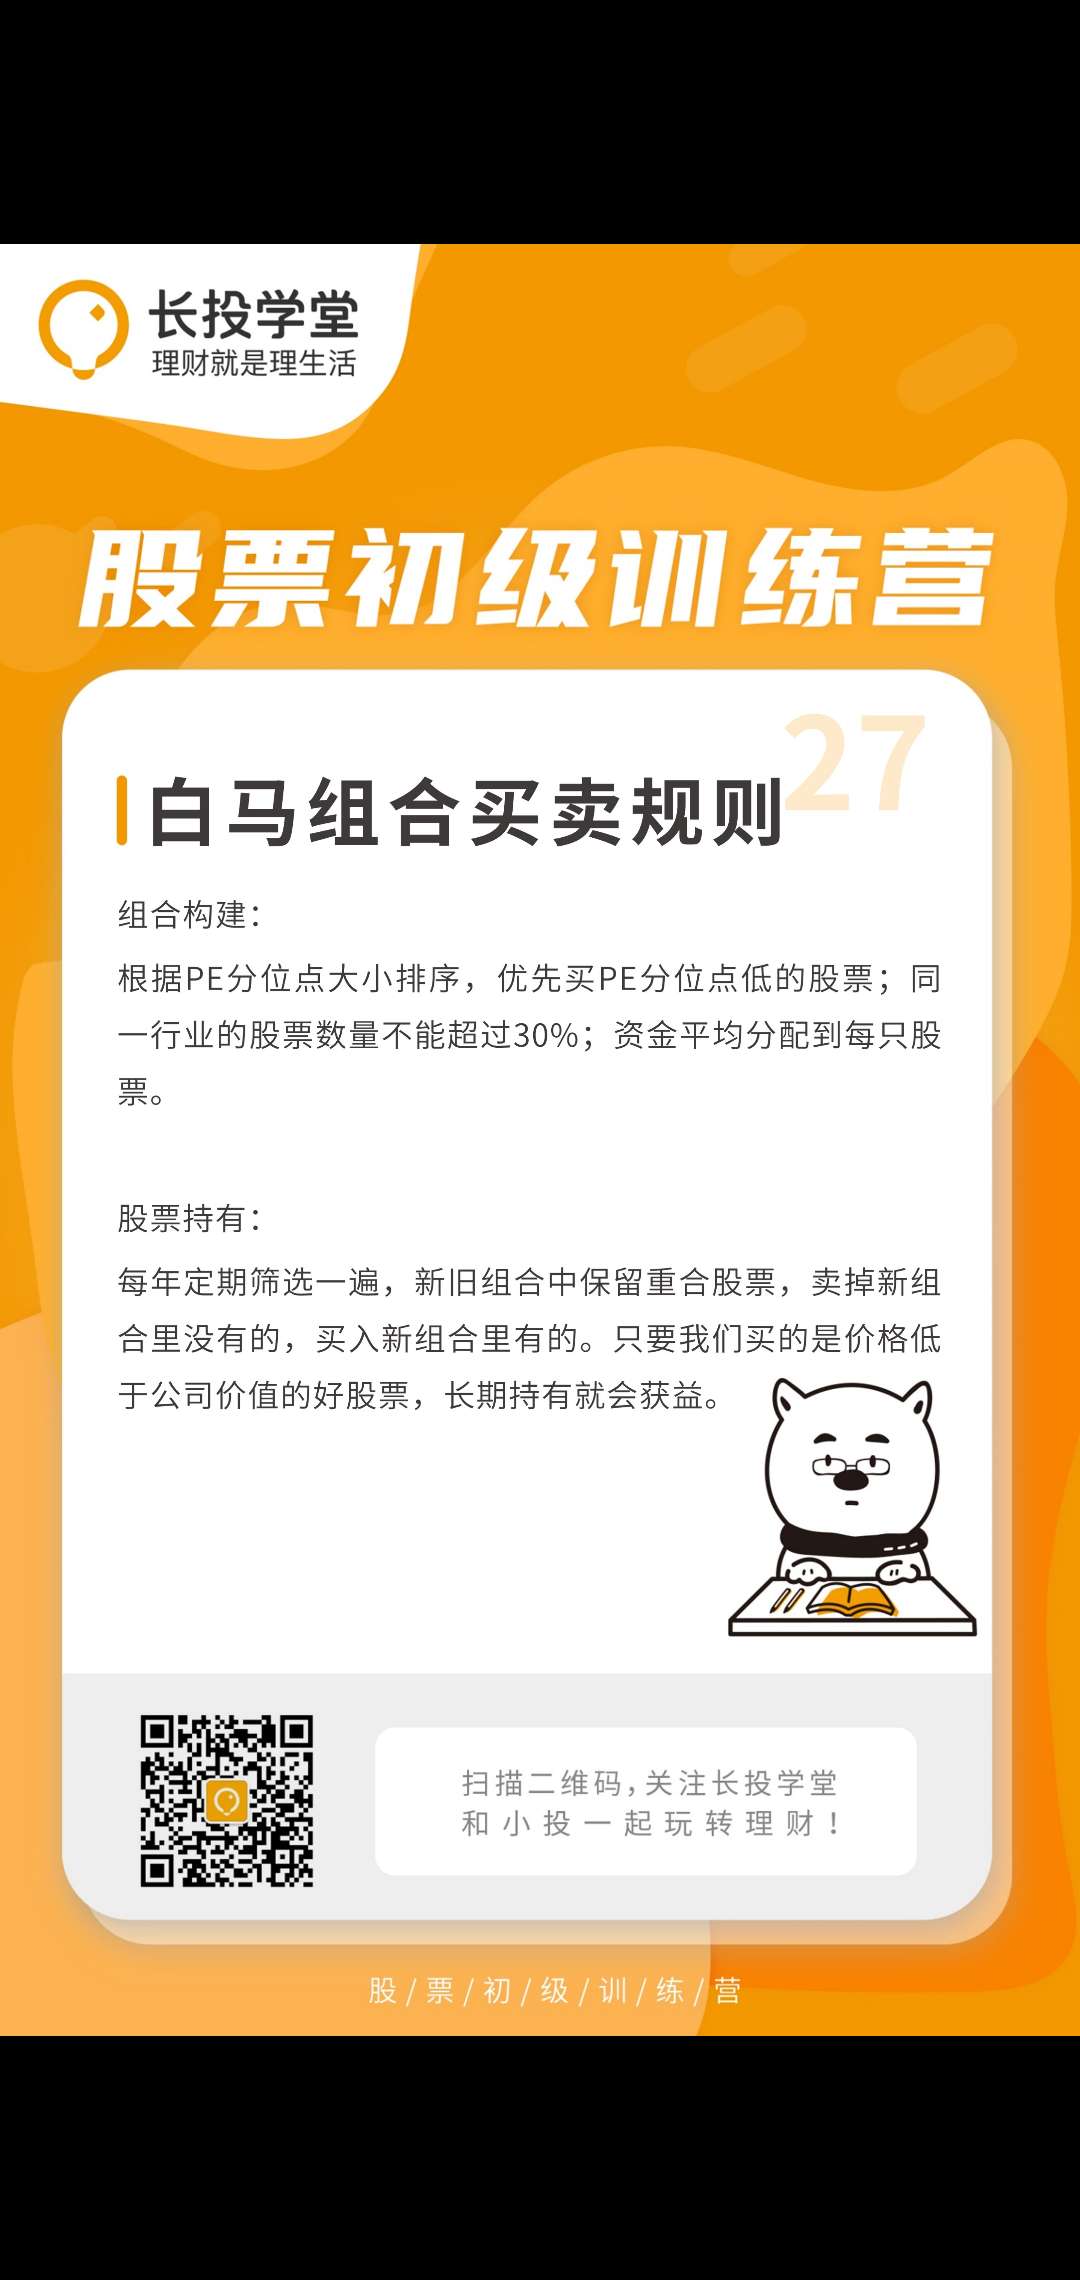 长投学堂
理财就是理生活
股票初级训练营
27
白马组合买卖规则
组合构建：
根据PE分位点大小排序，优先买PE分位点低的股票；同
一行业的股票数量不能超过30%；资金平均分配到每只股
票。
股票持有：
每年定期筛选一遍，新旧组合中保留重合股票，卖掉新组
合里没有的，买入新组合里有的。只要我们买的是价格低
于公司价值的好股票，长期持有就会获益。
扫描二维码，关注长投学堂
和小投一起玩转理财！
股/票/初/级/训/练/营